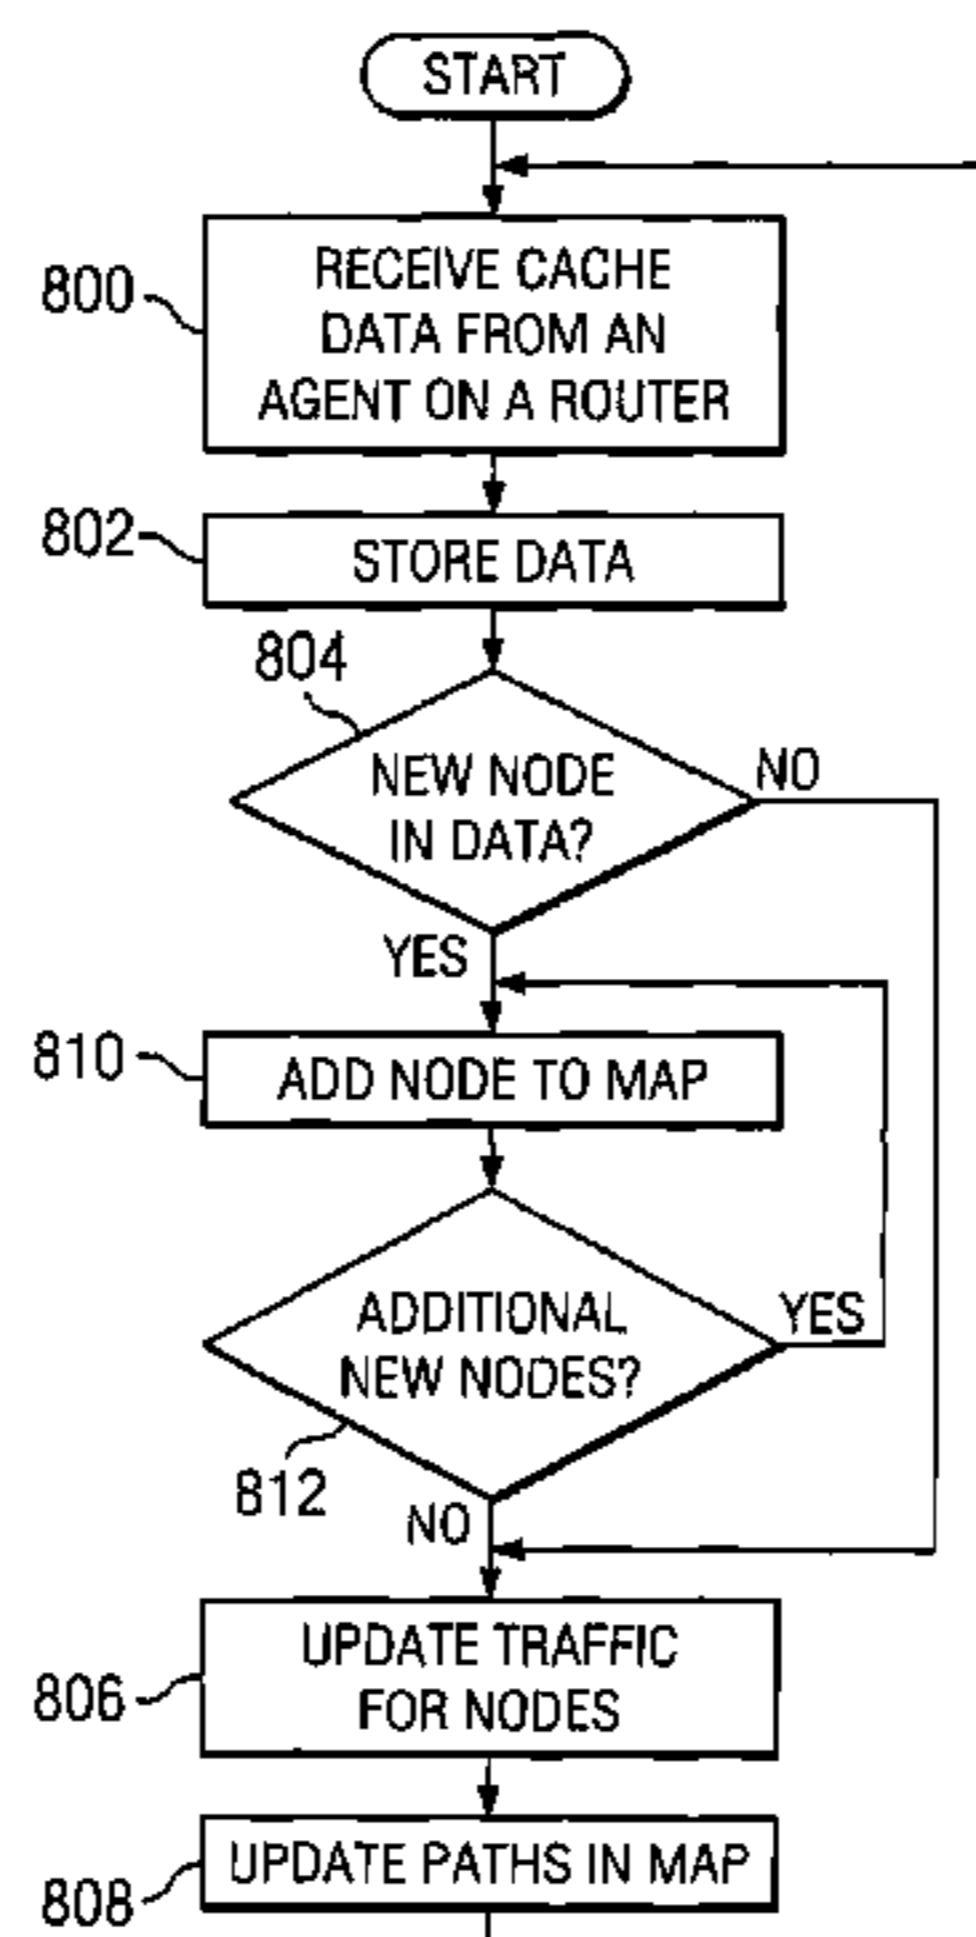 START
800
RECEIVE CACHE
DATA FROM AN
AGENT ON A ROUTER
802
STORE DATA
804
NEW NODE
IN DATA?
NO
YES
810
ADD NODE TO MAP
ADDITIONAL
NEW NODES?
YES
812
NO
806
UPDATE TRAFFIC
FOR NODES
808
UPDATE PATHS IN MAP